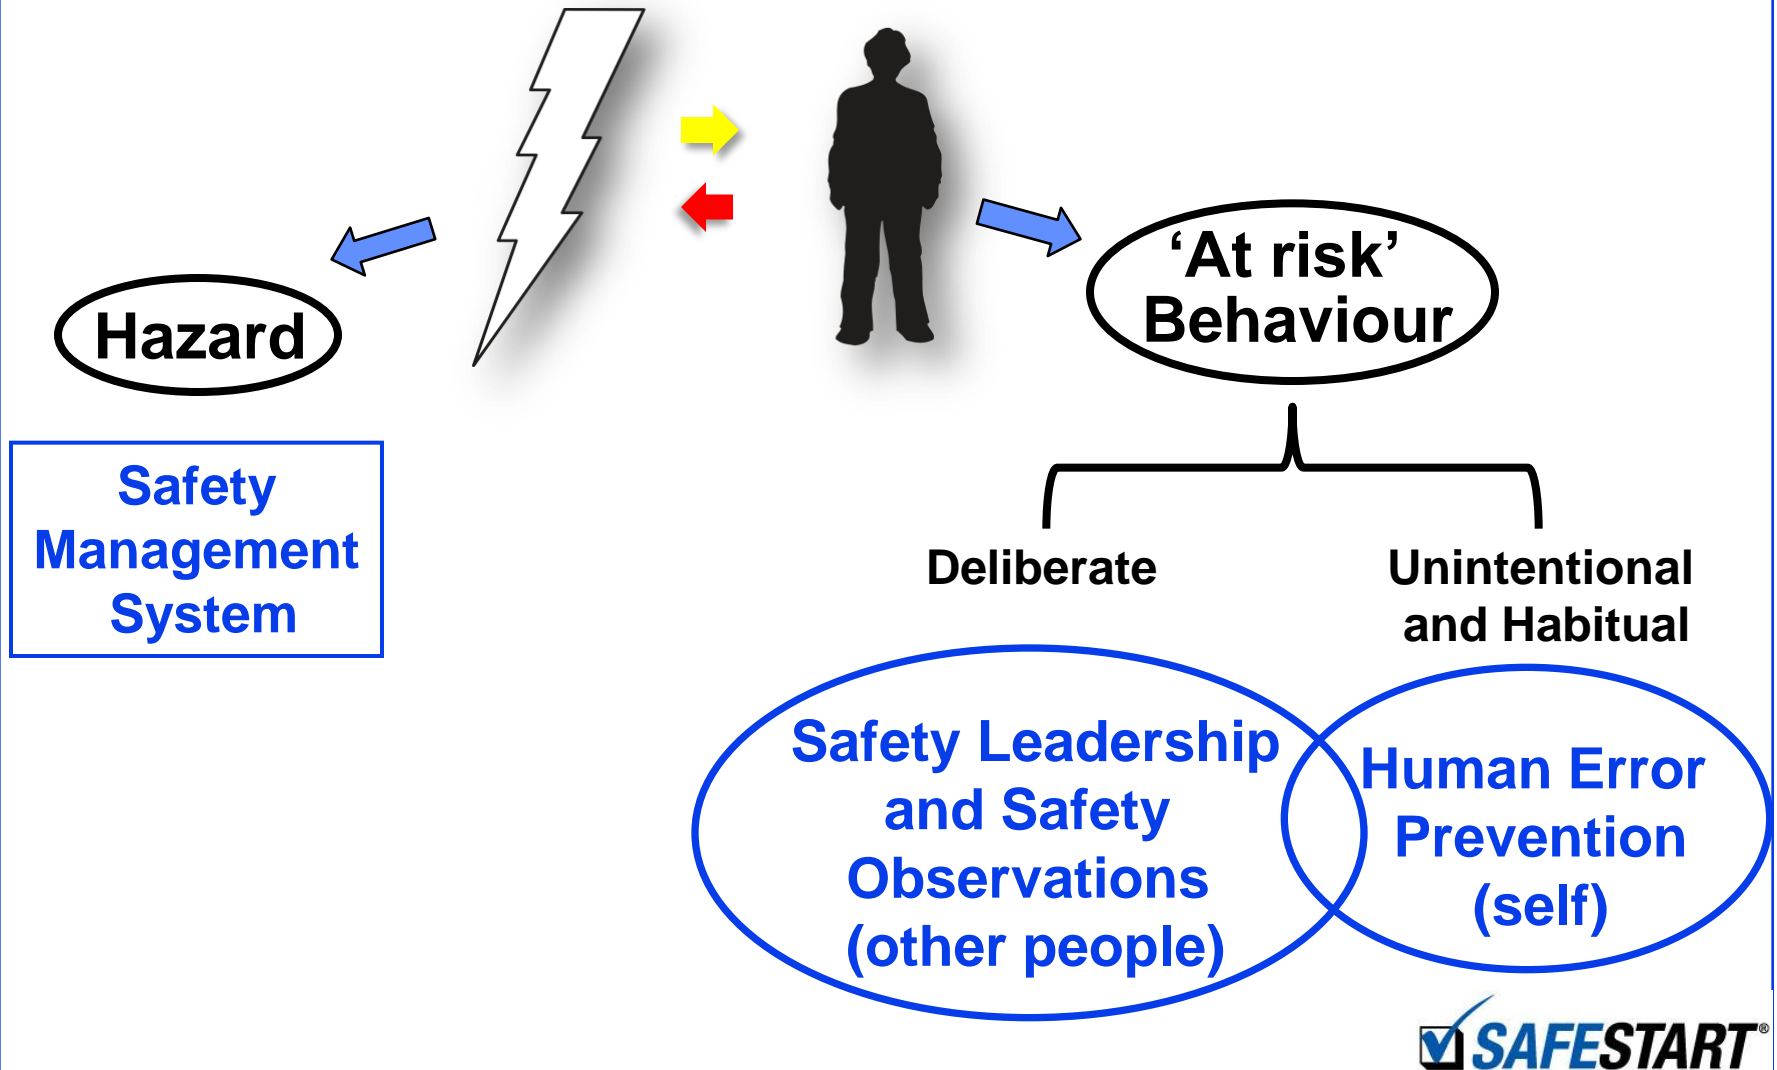 Hazard
‘At risk’
Behaviour
Safety
Management
System
Deliberate
Unintentional
and Habitual
Safety Leadership
and Safety
Observations
(other people)
Human Error
Prevention
(self)
SAFESTART®